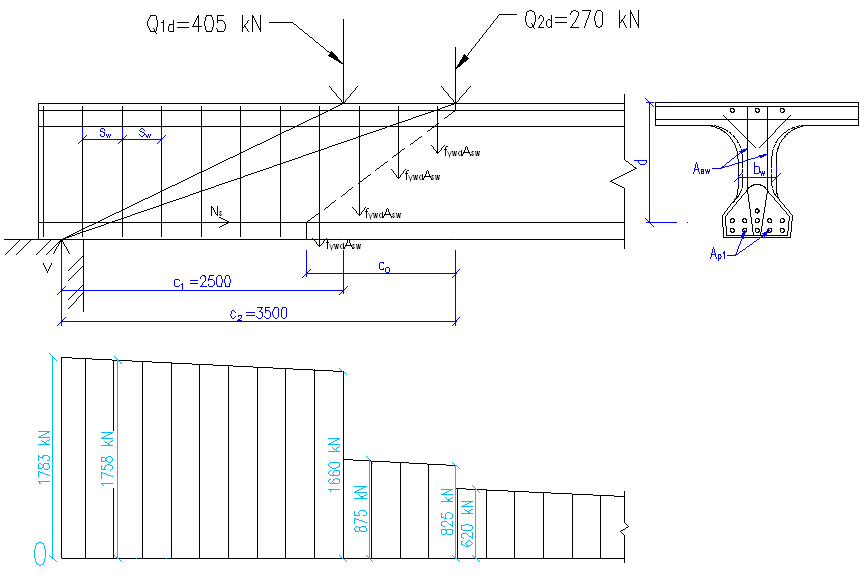 Q1d=405 kN
Q2d=270 kN
sw
sw
fywdAsw
fywdAsw
fywdAsw
fywdAsw
Ns
V
c0
c1=2500
c2=3500
d
Asw
bw
Ap1
1783 kN
1758 kN
1660 kN
875 kN
825 kN
620 kN
0